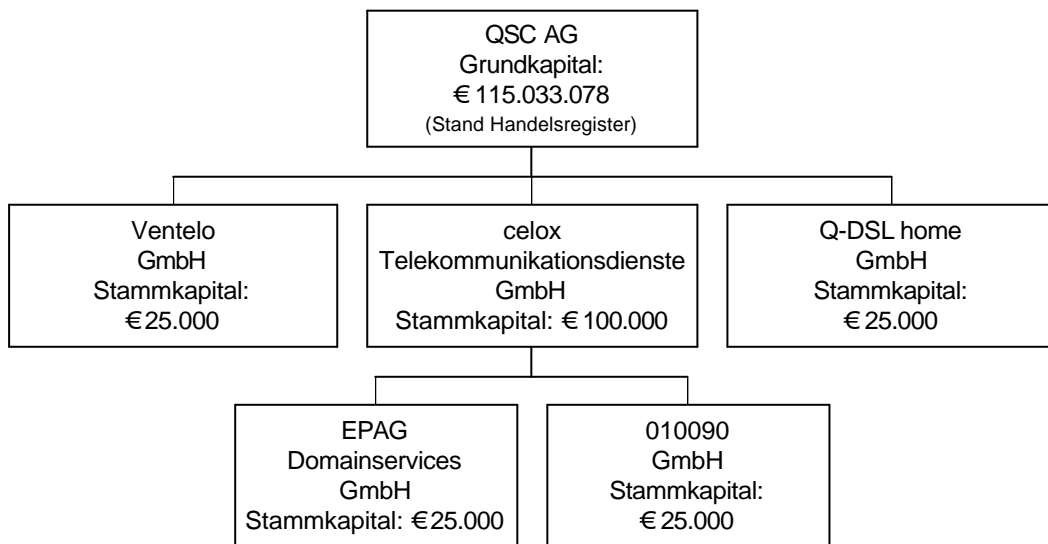 QSC AG
Grundkapital:
€ 115.033.078
(Stand Handelsregister)
Ventelo
GmbH
Stammkapital:
€ 25.000
celox
Telekommunikationsdienste
GmbH
Stammkapital: € 100.000
Q-DSL home
GmbH
Stammkapital:
€ 25.000
EPAG
Domainservices
GmbH
Stammkapital: € 25.000
010090
GmbH
Stammkapital:
€ 25.000